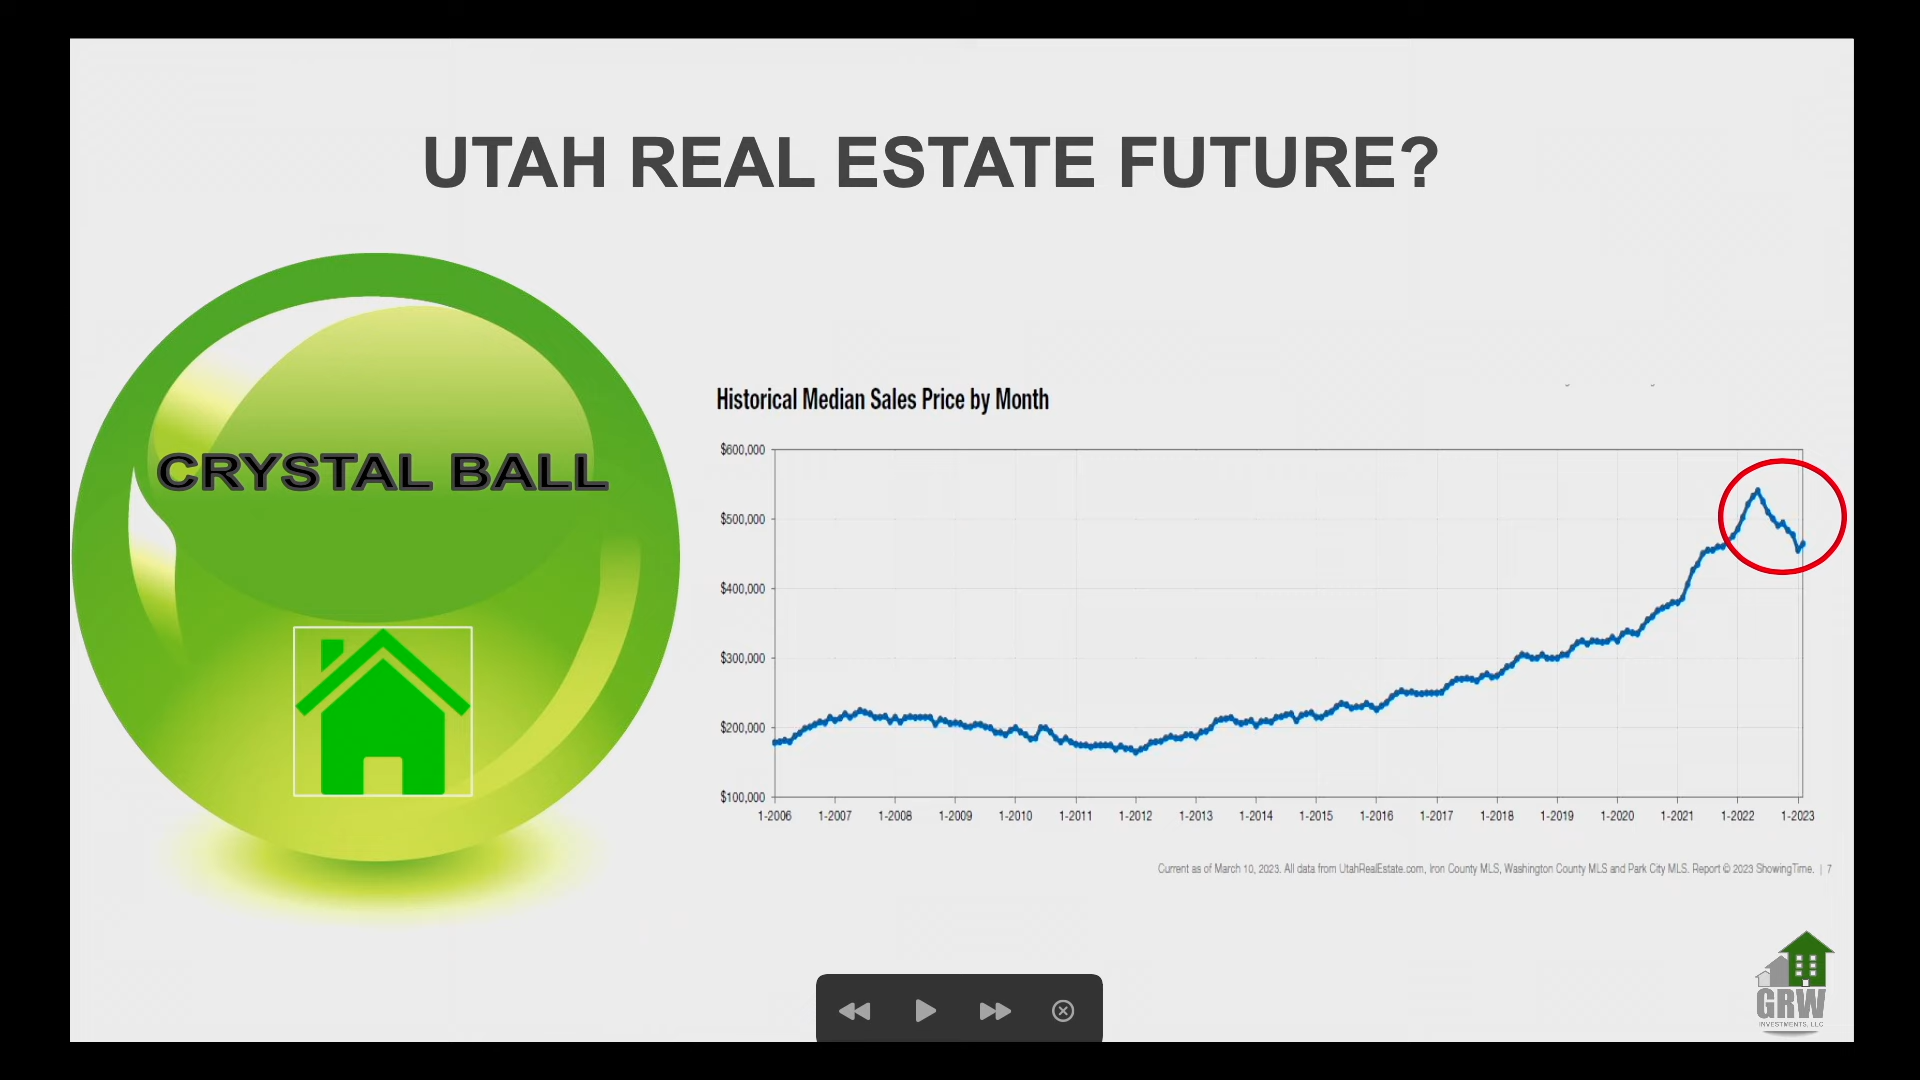 UTAH REAL ESTATE FUTURE?
CRYSTAL BALL
Historical Median Sales Price by Month
$600,000
$500,000
$400,000
$300,000
$200,000
$100,000
1-2006 1-2007 1-2008 1-2009 1-2010 1-2011 1-2012 1-2013 1-2014 1-2015 1-2016 1-2017 1-2018 1-2019 1-2020 1-2021 1-2022 1-2023
Current as of March 10, 2023. All data from UtahRealEstate.com, Iron County MLS, Washington County MLS and Park City MLS. Report © 2023 ShowingTime. | 7
GRW
INVESTMENTS, LLC